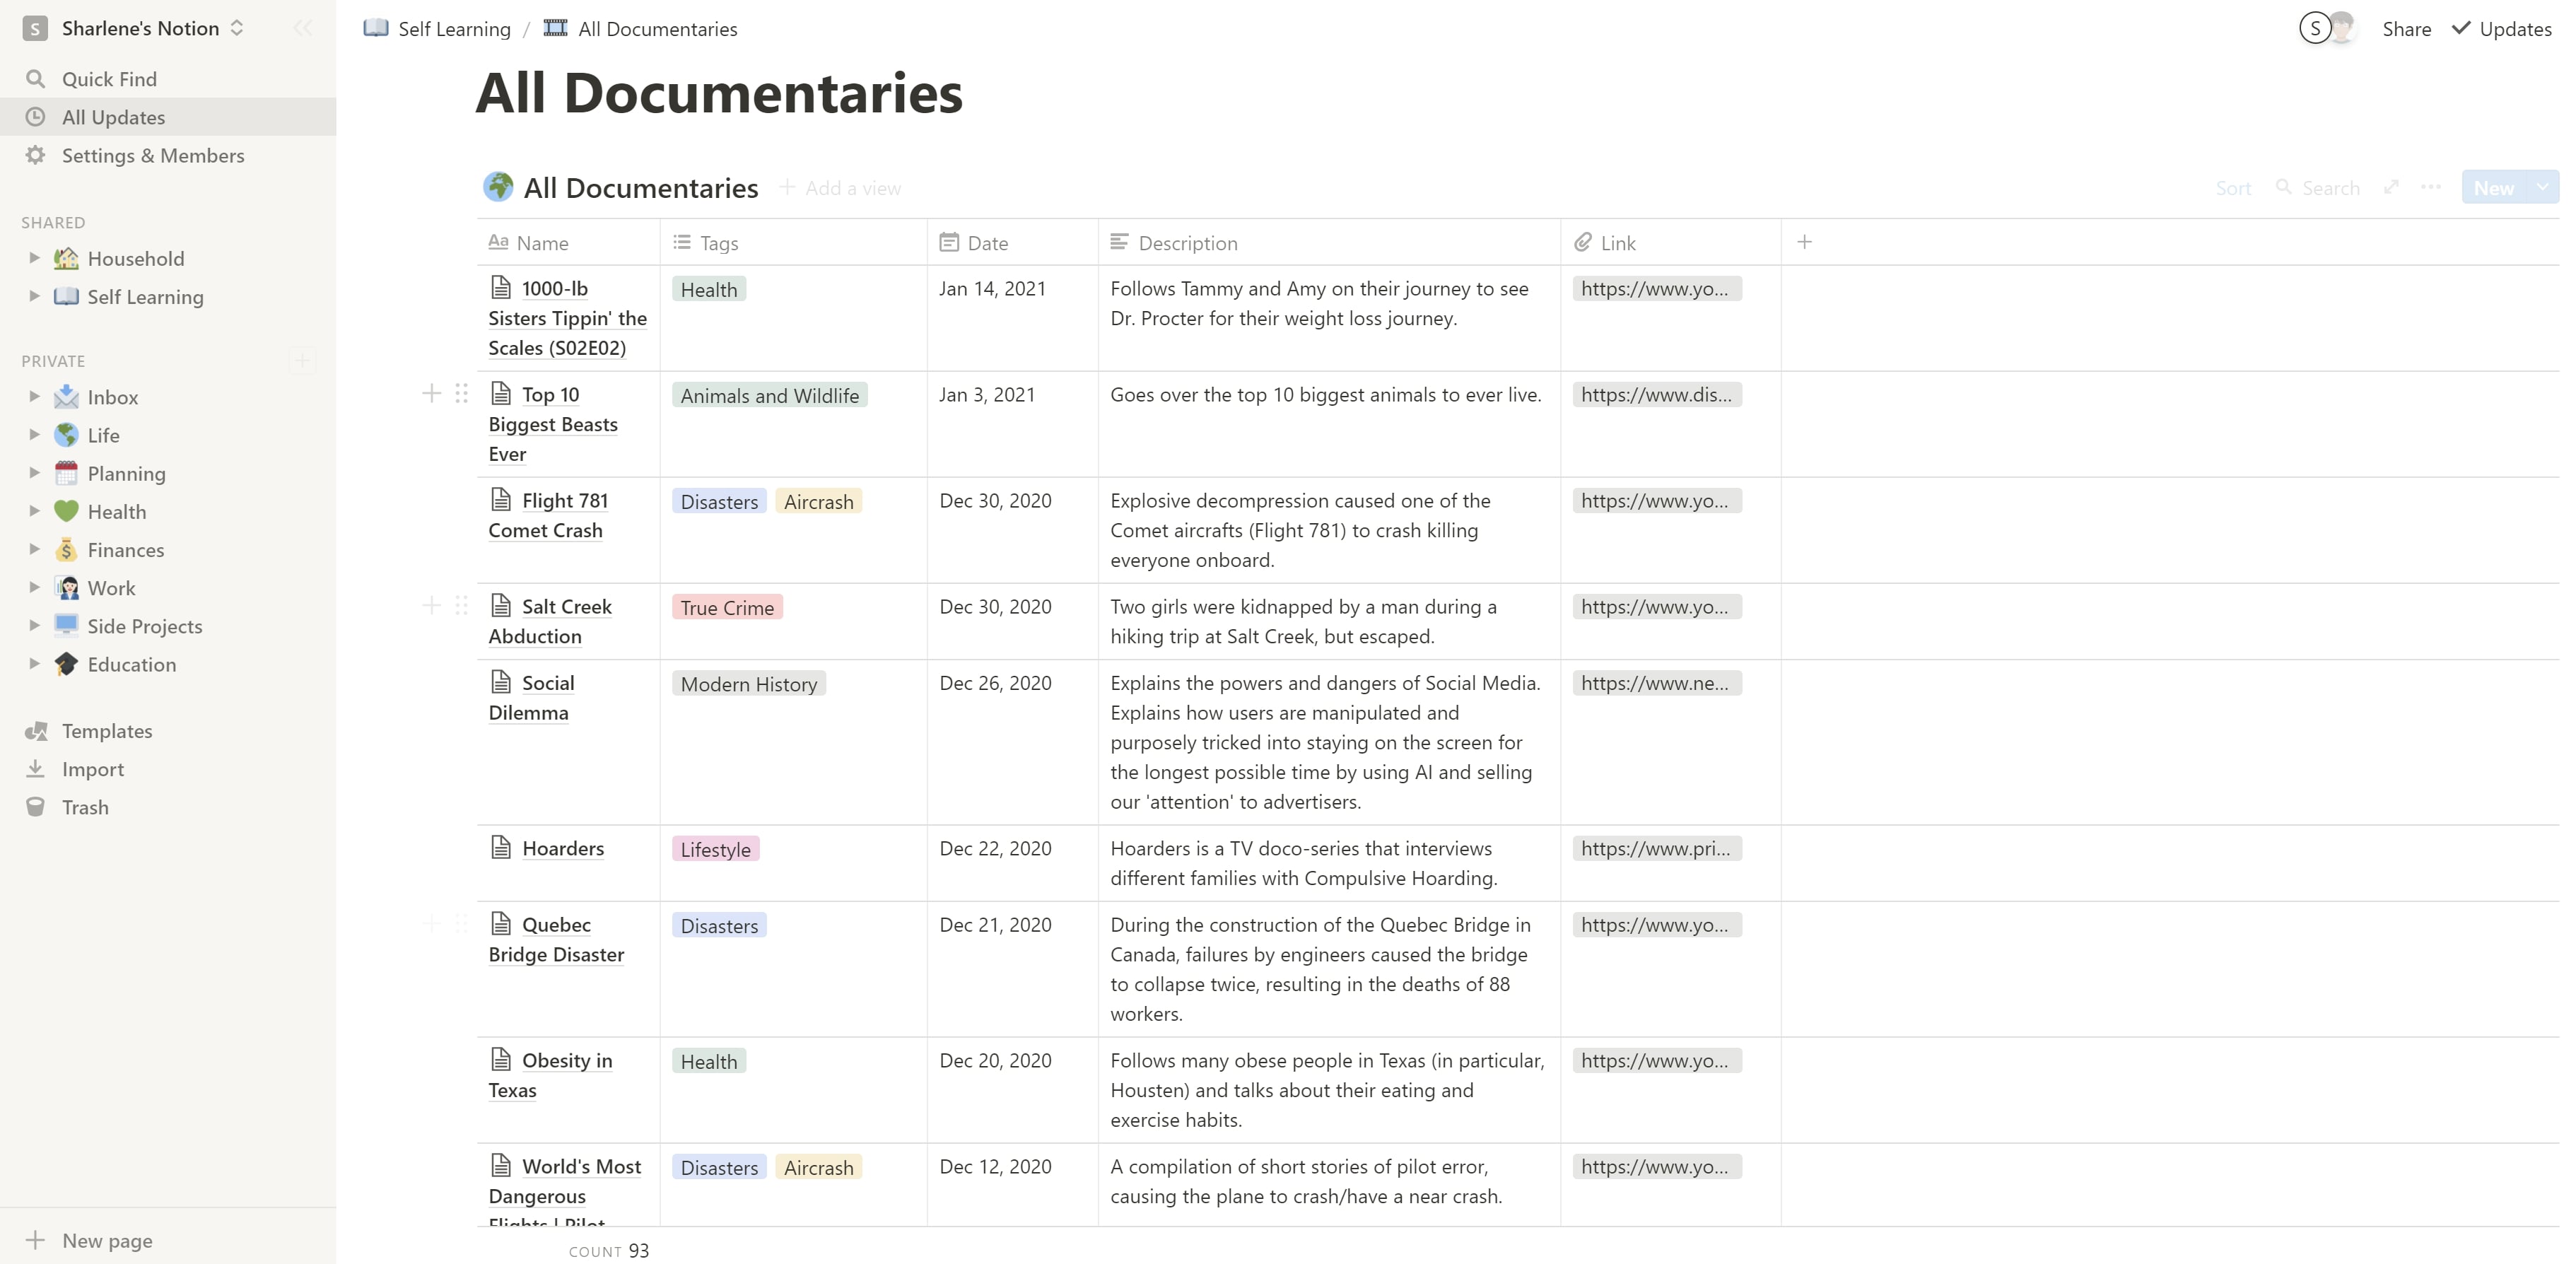 S Sharlene's Notion
Quick Find
All Updates
Settings & Members
SHARED
Household
Self Learning
PRIVATE
Inbox
Life
Planning
Health
Finances
Work
Side Projects
Education
Templates
Import
Trash
New page
Self Learning / All Documentaries
S Share Updates
All Documentaries
All Documentaries + Add a view
Sort Search ••• New
Aa Name Tags Date Description Link +
1000-lb
Sisters Tippin' the
Scales (S02E02)
Health
Jan 14, 2021
Follows Tammy and Amy on their journey to see
Dr. Procter for their weight loss journey.
https://www.yo...
Top 10
Biggest Beasts
Ever
Animals and Wildlife
Jan 3, 2021
Goes over the top 10 biggest animals to ever live.
https://www.dis...
Flight 781
Comet Crash
Disasters Aircrash
Dec 30, 2020
Explosive decompression caused one of the
Comet aircrafts (Flight 781) to crash killing
everyone onboard.
https://www.yo...
Salt Creek
Abduction
True Crime
Dec 30, 2020
Two girls were kidnapped by a man during a
hiking trip at Salt Creek, but escaped.
https://www.yo...
Social
Dilemma
Modern History
Dec 26, 2020
Explains the powers and dangers of Social Media.
Explains how users are manipulated and
purposely tricked into staying on the screen for
the longest possible time by using AI and selling
our 'attention' to advertisers.
https://www.ne...
Hoarders
Lifestyle
Dec 22, 2020
Hoarders is a TV doco-series that interviews
different families with Compulsive Hoarding.
https://www.pri...
Quebec
Bridge Disaster
Disasters
Dec 21, 2020
During the construction of the Quebec Bridge in
Canada, failures by engineers caused the bridge
to collapse twice, resulting in the deaths of 88
workers.
https://www.yo...
Obesity in
Texas
Health
Dec 20, 2020
Follows many obese people in Texas (in particular,
Housten) and talks about their eating and
exercise habits.
https://www.yo...
World's Most
Dangerous
Flights | Pilot
Disasters Aircrash
Dec 12, 2020
A compilation of short stories of pilot error,
causing the plane to crash/have a near crash.
https://www.yo...
COUNT 93